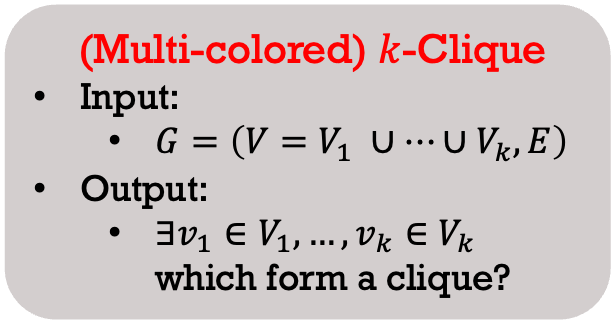 (Multi-colored) k-Clique
• Input:
• G = (V = V₁ ∪ ⋯ ∪ Vₖ, E)
• Output:
• ∃v₁ ∈ V₁, … , vₖ ∈ Vₖ
which form a clique?